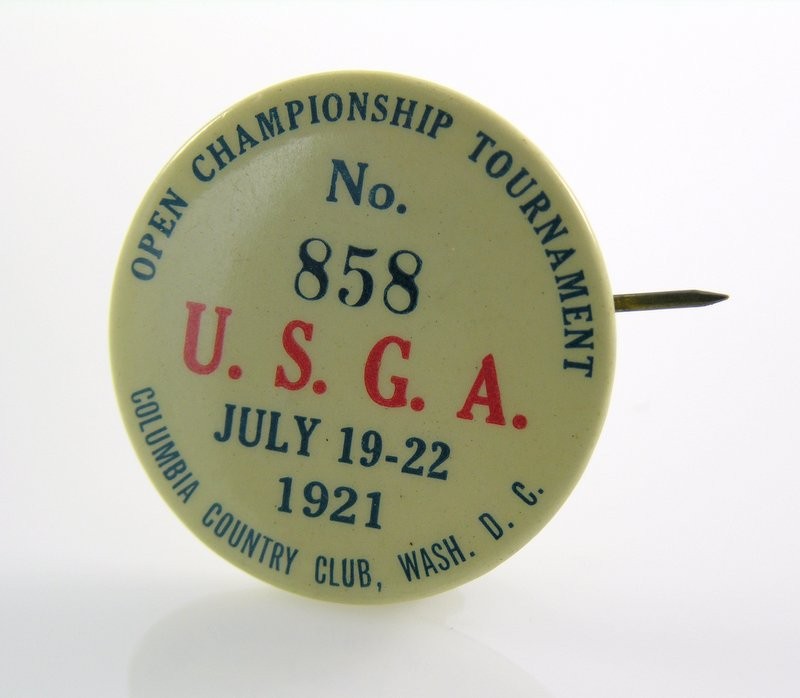 OPEN CHAMPIONSHIP TOURNAMENT
No.
858
U. S. G. A.
JULY 19-22
1921
COLUMBIA COUNTRY CLUB, WASH. D. C.